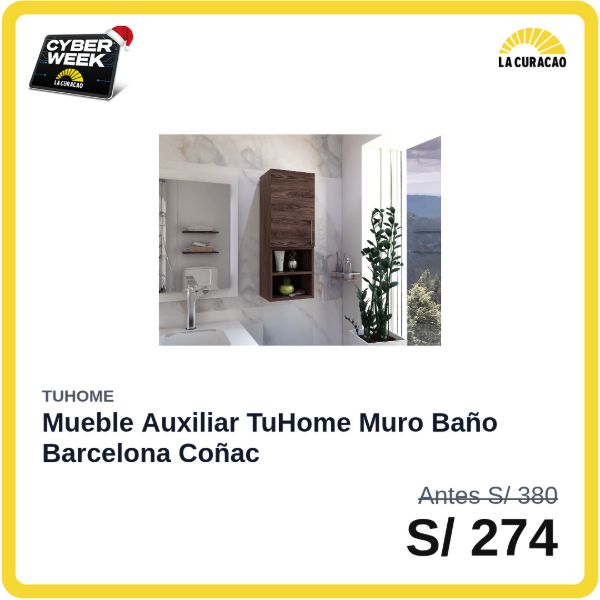 CYBER
WEEK
LA CURACAO
LA CURACAO
TUHOME
Mueble Auxiliar TuHome Muro Baño
Barcelona Coñac
Antes S/ 380
S/ 274